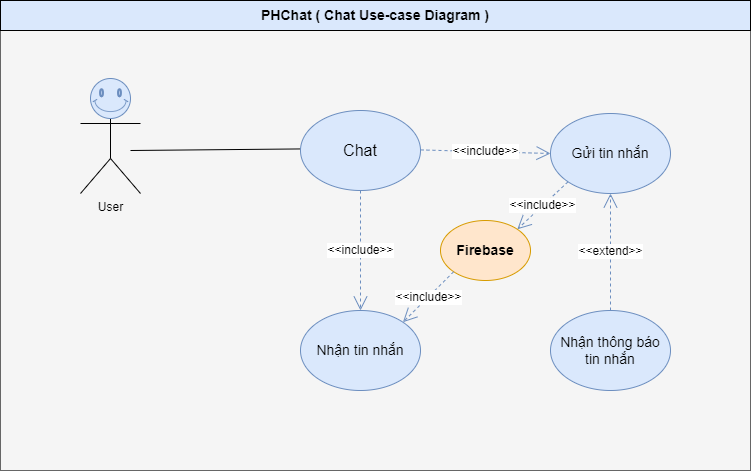 PHChat ( Chat Use-case Diagram )
Chat
<<include>>
Gửi tin nhắn
User
<<include>>
<<include>>
Firebase
<<extend>>
<<include>>
Nhận tin nhắn
Nhận thông báo
tin nhắn